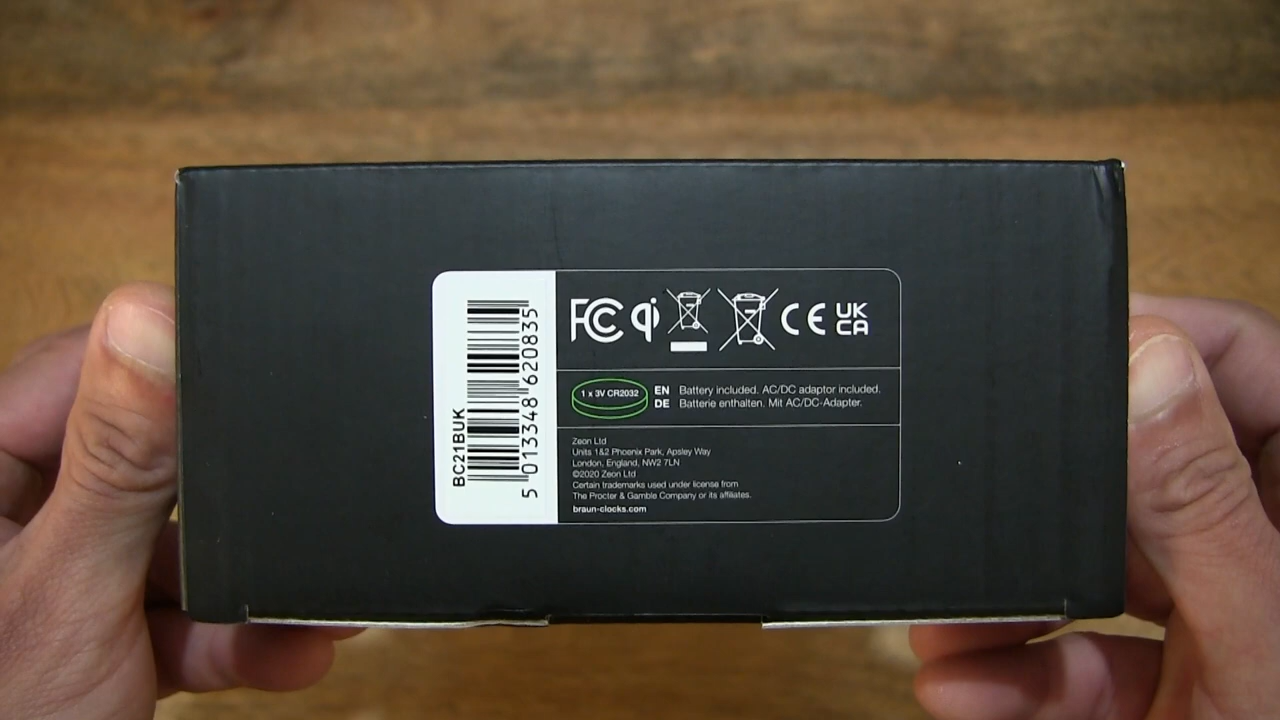 BC21BUK
5 013348 620835
FC qi CE UK
CA
1 x 3V CR2032
EN Battery included. AC/DC adaptor included.
DE Batterie enthalten. Mit AC/DC-Adapter.
Zeon Ltd
Units 1&2 Phoenix Park, Apsley Way
London, England, NW2 7LN
©2020 Zeon Ltd
Certain trademarks used under license from
The Procter & Gamble Company or its affiliates.
braun-clocks.com